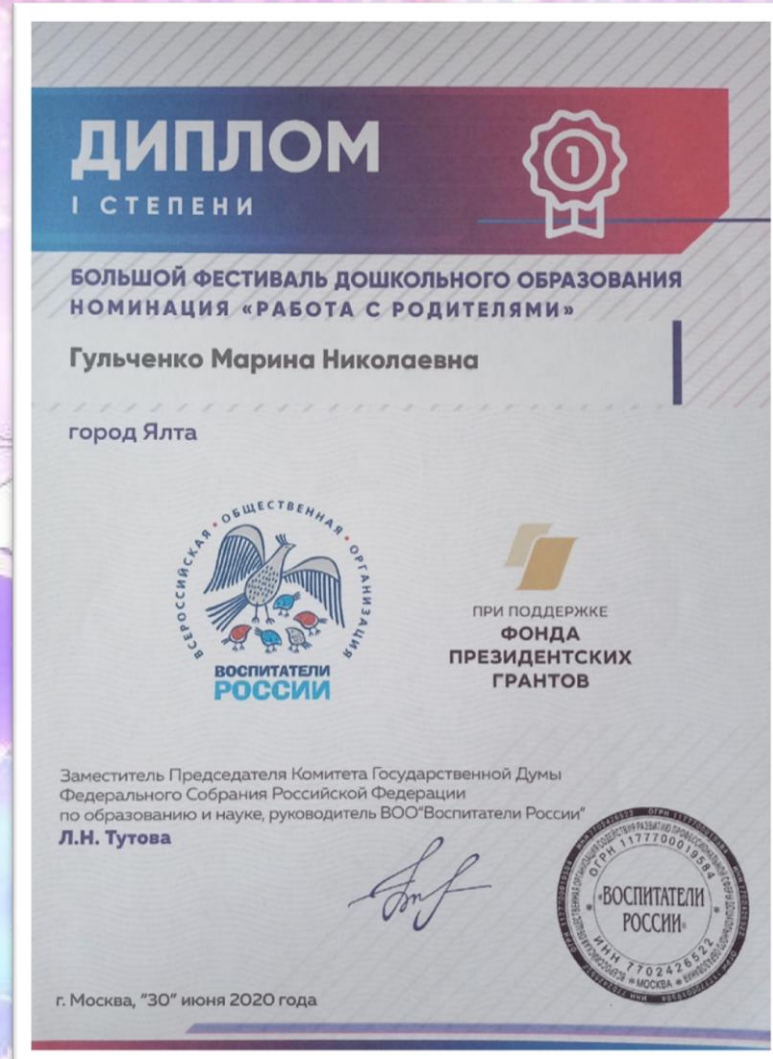 ДИПЛОМ
I СТЕПЕНИ
1
БОЛЬШОЙ ФЕСТИВАЛЬ ДОШКОЛЬНОГО ОБРАЗОВАНИЯ
НОМИНАЦИЯ «РАБОТА С РОДИТЕЛЯМИ»
Гульченко Марина Николаевна
город Ялта
ВСЕРОССИЙСКАЯ • ОБЩЕСТВЕННАЯ • ОРГАНИЗАЦИЯ
ВОСПИТАТЕЛИ
РОССИИ
ПРИ ПОДДЕРЖКЕ
ФОНДА
ПРЕЗИДЕНТСКИХ
ГРАНТОВ
Заместитель Председателя Комитета Государственной Думы
Федерального Собрания Российской Федерации
по образованию и науке, руководитель ВОО"Воспитатели России"
Л.Н. Тутова
ОГРН 1177700019584
«ВОСПИТАТЕЛИ
РОССИИ»
ИНН 7702426522
* МОСКВА *
г. Москва, "30" июня 2020 года